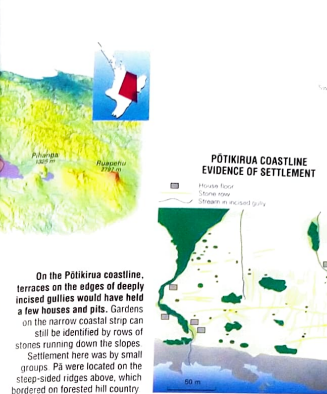 Pihanga
1325 m
Ruapehu
2797 m
PŌTIKIRUA COASTLINE
EVIDENCE OF SETTLEMENT
House floor
Stone row
Stream in incised gully
On the Pōtikirua coastline,
terraces on the edges of deeply
incised gullies would have held
a few houses and pits. Gardens
on the narrow coastal strip can
still be identified by rows of
stones running down the slopes.
Settlement here was by small
groups. Pā were located on the
steep-sided ridges above, which
bordered on forested hill country
50 m